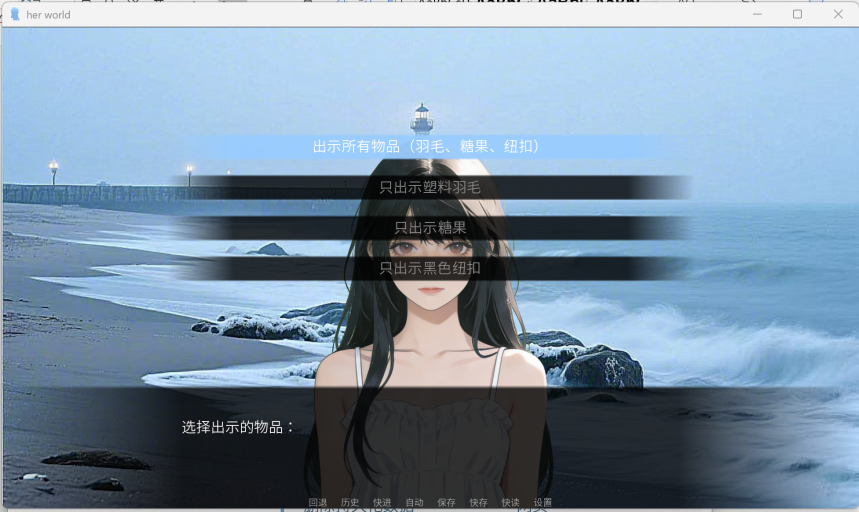 her world
出示所有物品（羽毛、糖果、纽扣）
只出示塑料羽毛
只出示糖果
只出示黑色纽扣
选择出示的物品：
回退 历史 快进 自动 保存 快存 快读 设置